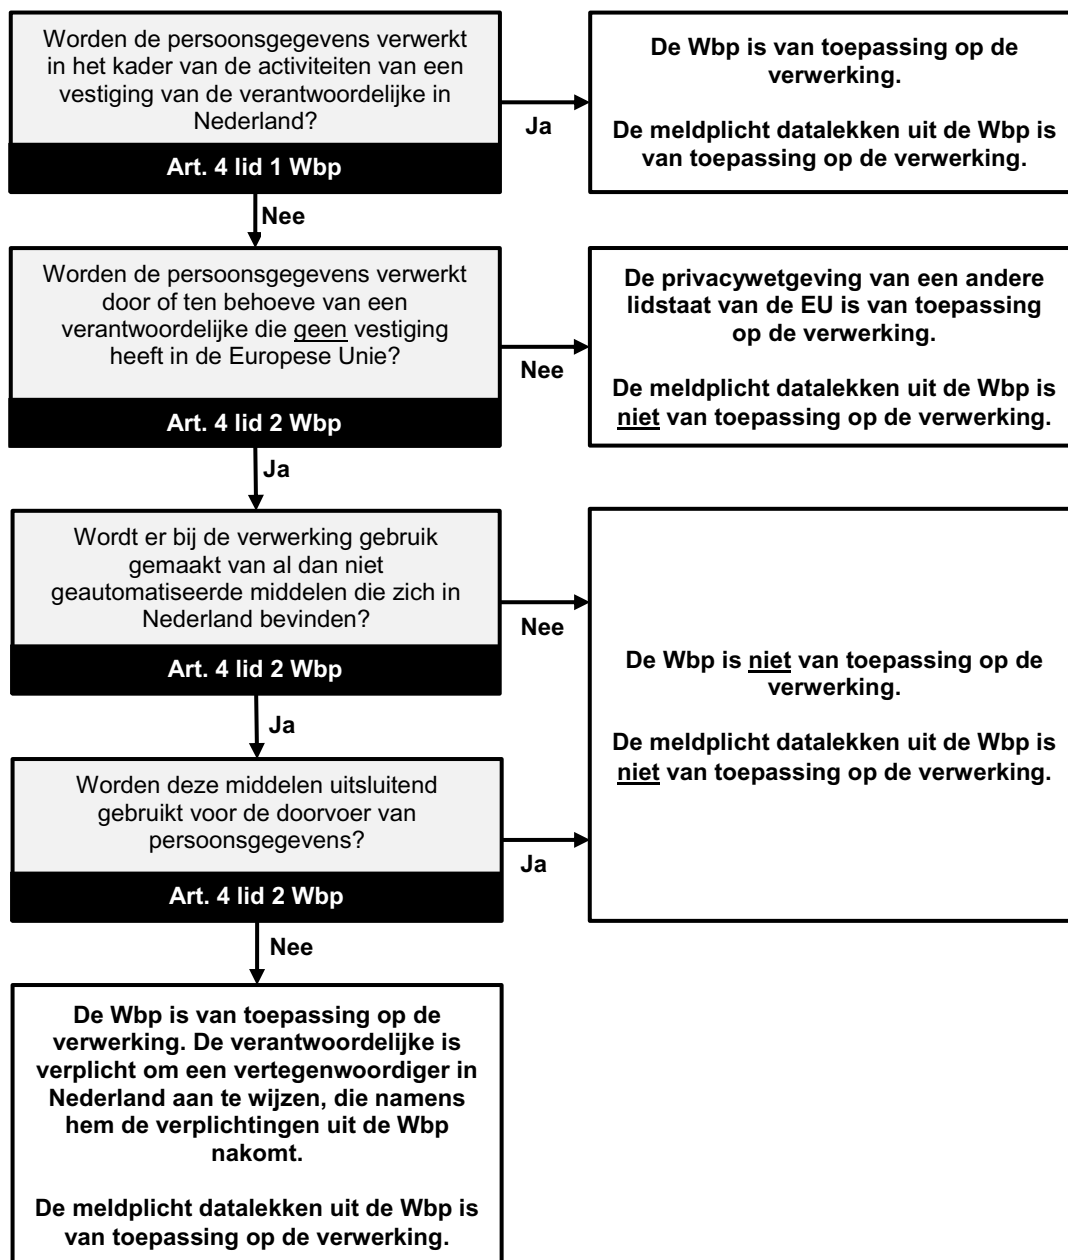 Worden de persoonsgegevens verwerkt
in het kader van de activiteiten van een
vestiging van de verantwoordelijke in
Nederland?
Art. 4 lid 1 Wbp
Ja
De Wbp is van toepassing op de
verwerking.
De meldplicht datalekken uit de Wbp is
van toepassing op de verwerking.
Nee
Worden de persoonsgegevens verwerkt
door of ten behoeve van een
verantwoordelijke die geen vestiging
heeft in de Europese Unie?
Art. 4 lid 2 Wbp
Nee
De privacywetgeving van een andere
lidstaat van de EU is van toepassing
op de verwerking.
De meldplicht datalekken uit de Wbp is
niet van toepassing op de verwerking.
Ja
Wordt er bij de verwerking gebruik
gemaakt van al dan niet
geautomatiseerde middelen die zich in
Nederland bevinden?
Art. 4 lid 2 Wbp
Nee
De Wbp is niet van toepassing op de
verwerking.
De meldplicht datalekken uit de Wbp is
niet van toepassing op de verwerking.
Ja
Worden deze middelen uitsluitend
gebruikt voor de doorvoer van
persoonsgegevens?
Art. 4 lid 2 Wbp
Ja
Nee
De Wbp is van toepassing op de
verwerking. De verantwoordelijke is
verplicht om een vertegenwoordiger in
Nederland aan te wijzen, die namens
hem de verplichtingen uit de Wbp
nakomt.
De meldplicht datalekken uit de Wbp is
van toepassing op de verwerking.